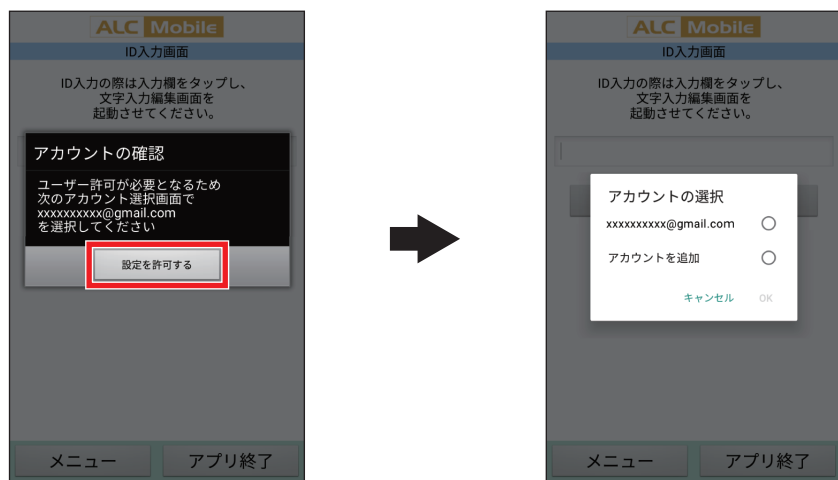 ALC Mobile
ID入力画面
ID入力の際は入力欄をタップし、
文字入力編集画面を
起動させてください。
アカウントの確認
ユーザー許可が必要となるため
次のアカウント選択画面で
xxxxxxxxxx@gmail.com
を選択してください
設定を許可する
メニュー
アプリ終了
ALC Mobile
ID入力画面
ID入力の際は入力欄をタップし、
文字入力編集画面を
起動させてください。
アカウントの選択
xxxxxxxxxx@gmail.com
アカウントを追加
キャンセル
OK
メニュー
アプリ終了